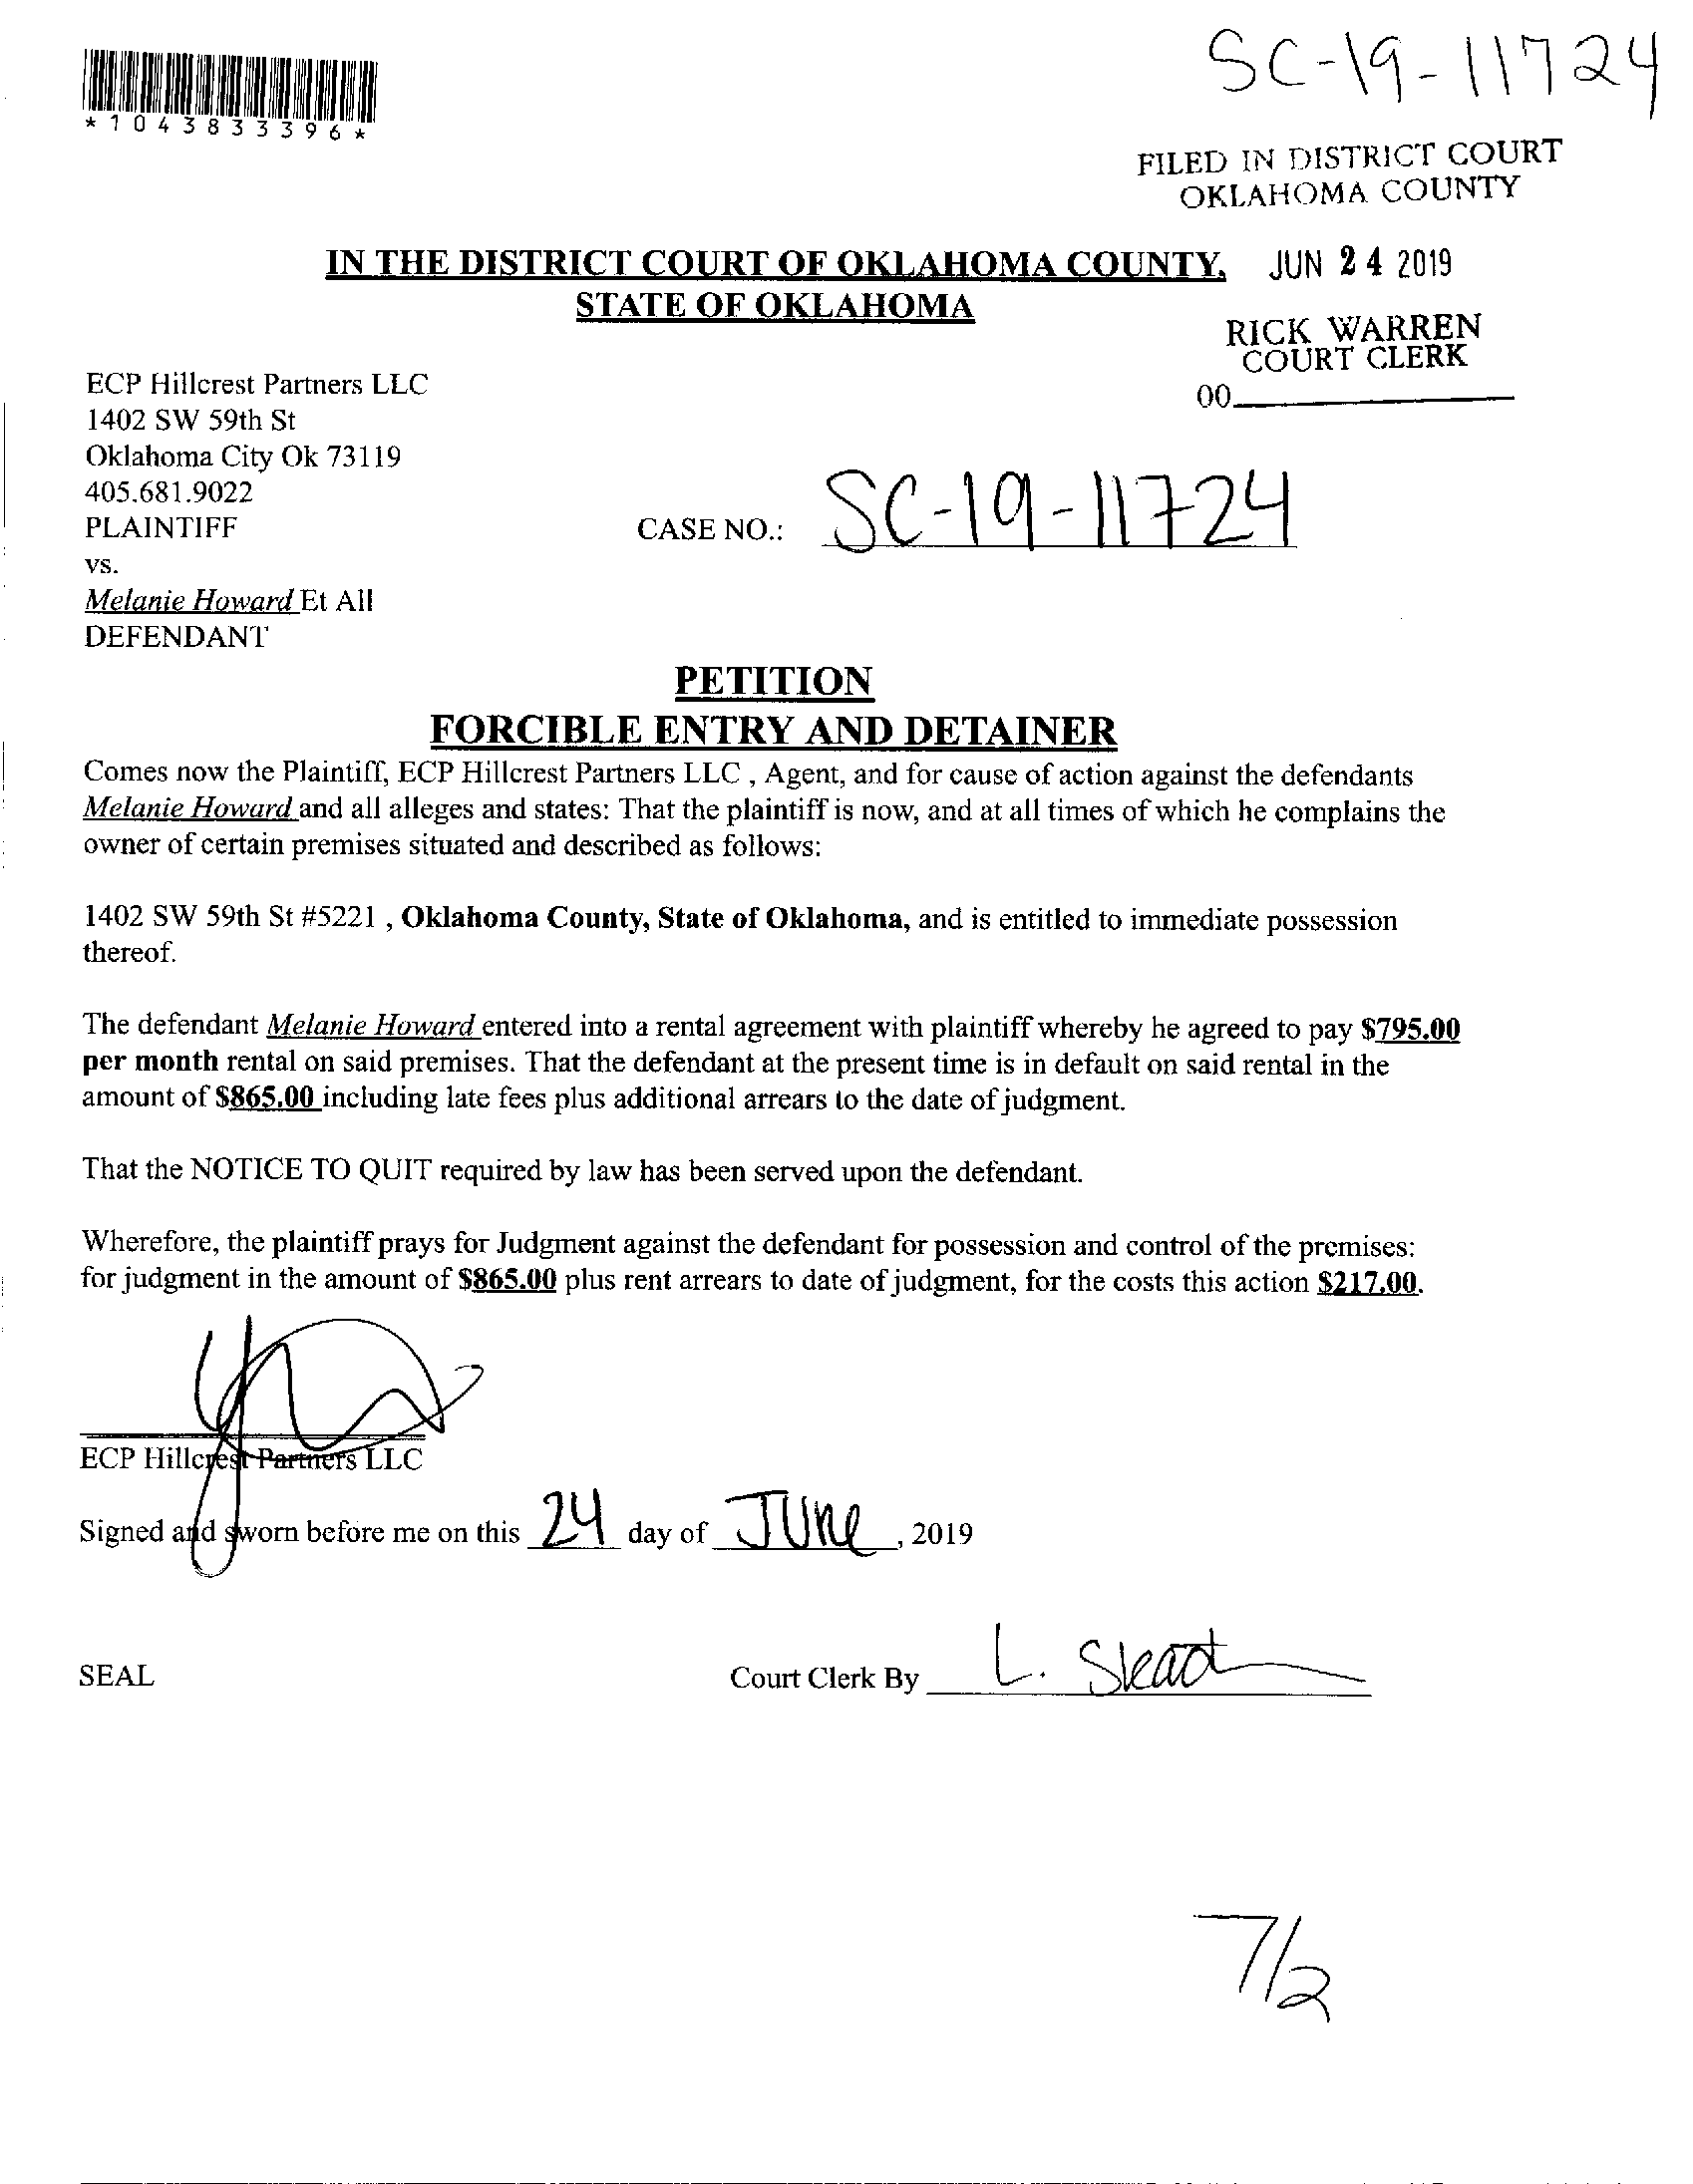 SC-19-11724
*1043833396*
FILED IN DISTRICT COURT
OKLAHOMA COUNTY
IN THE DISTRICT COURT OF OKLAHOMA COUNTY,
JUN 24 2019
STATE OF OKLAHOMA
RICK WARREN
COURT CLERK
00
ECP Hillcrest Partners LLC
1402 SW 59th St
Oklahoma City Ok 73119
405.681.9022
PLAINTIFF
CASE NO.: SC-19-11724
vs.
Melanie Howard Et All
DEFENDANT
PETITION
FORCIBLE ENTRY AND DETAINER
Comes now the Plaintiff, ECP Hillcrest Partners LLC , Agent, and for cause of action against the defendants
Melanie Howard and all alleges and states: That the plaintiff is now, and at all times of which he complains the
owner of certain premises situated and described as follows:
1402 SW 59th St #5221 , Oklahoma County, State of Oklahoma, and is entitled to immediate possession
thereof.
The defendant Melanie Howard entered into a rental agreement with plaintiff whereby he agreed to pay $795.00
per month rental on said premises. That the defendant at the present time is in default on said rental in the
amount of $865.00 including late fees plus additional arrears to the date of judgment.
That the NOTICE TO QUIT required by law has been served upon the defendant.
Wherefore, the plaintiff prays for Judgment against the defendant for possession and control of the premises:
for judgment in the amount of $865.00 plus rent arrears to date of judgment, for the costs this action $217.00.
ECP Hillcrest Partners LLC
Signed and sworn before me on this 24 day of June, 2019
SEAL
Court Clerk By L.
7/2